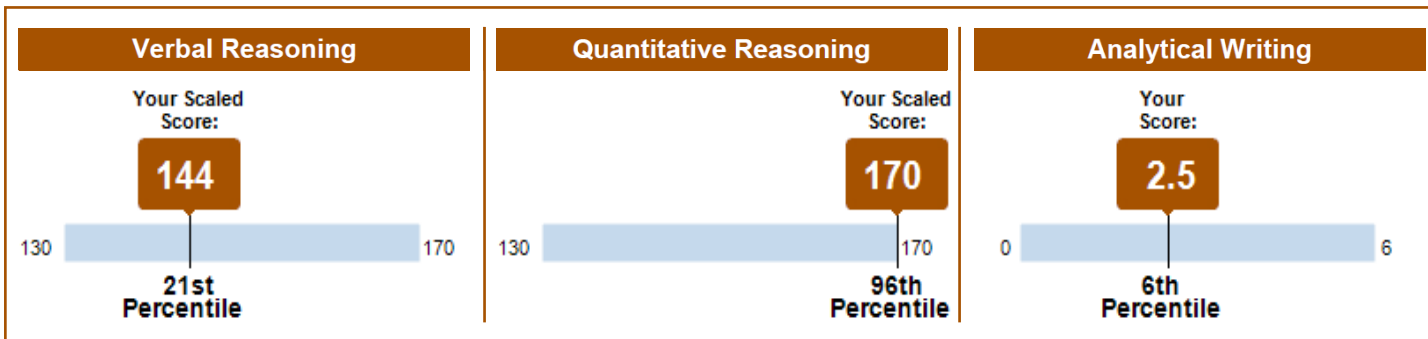 Verbal Reasoning
Your Scaled
Score:
144
130
170
21st
Percentile
Quantitative Reasoning
Your Scaled
Score:
170
130
170
96th
Percentile
Analytical Writing
Your
Score:
2.5
0
6
6th
Percentile